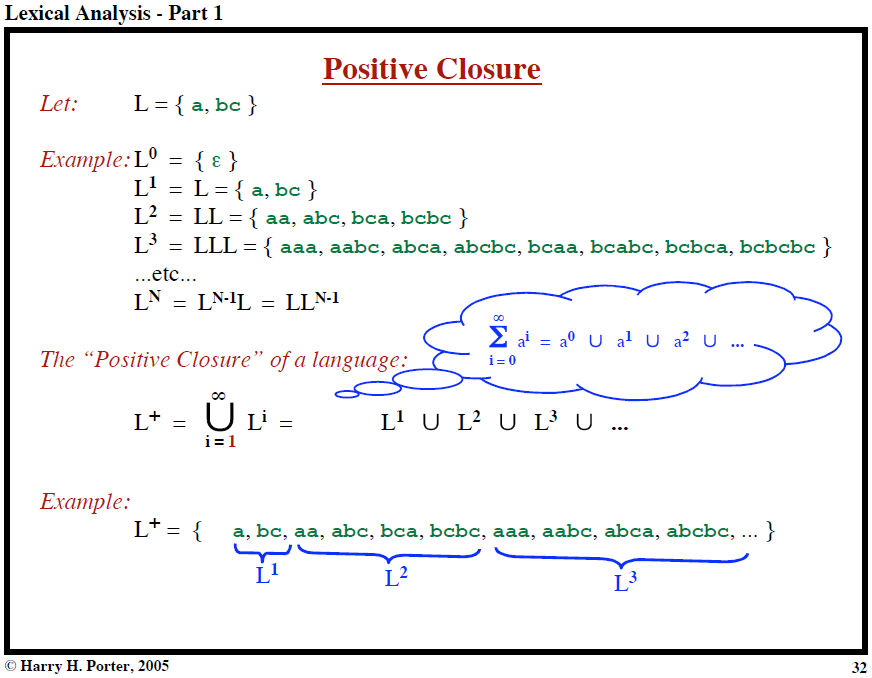 Lexical Analysis - Part 1
Positive Closure
Let: L = { a, bc }
Example: L⁰ = { ε }
L¹ = L = { a, bc }
L² = LL = { aa, abc, bca, bcbc }
L³ = LLL = { aaa, aabc, abca, abcbc, bcaa, bcabc, bcbca, bcbcbc }
...etc...
Lᴺ = Lᴺ⁻¹L = LLᴺ⁻¹
∞
Σ aⁱ = a⁰ ∪ a¹ ∪ a² ∪ ...
i = 0
The “Positive Closure” of a language:
∞
L⁺ = ∪ Lⁱ = L¹ ∪ L² ∪ L³ ∪ ...
i = 1
Example:
L⁺ = { a, bc, aa, abc, bca, bcbc, aaa, aabc, abca, abcbc, ... }
L¹ L² L³
© Harry H. Porter, 2005 32